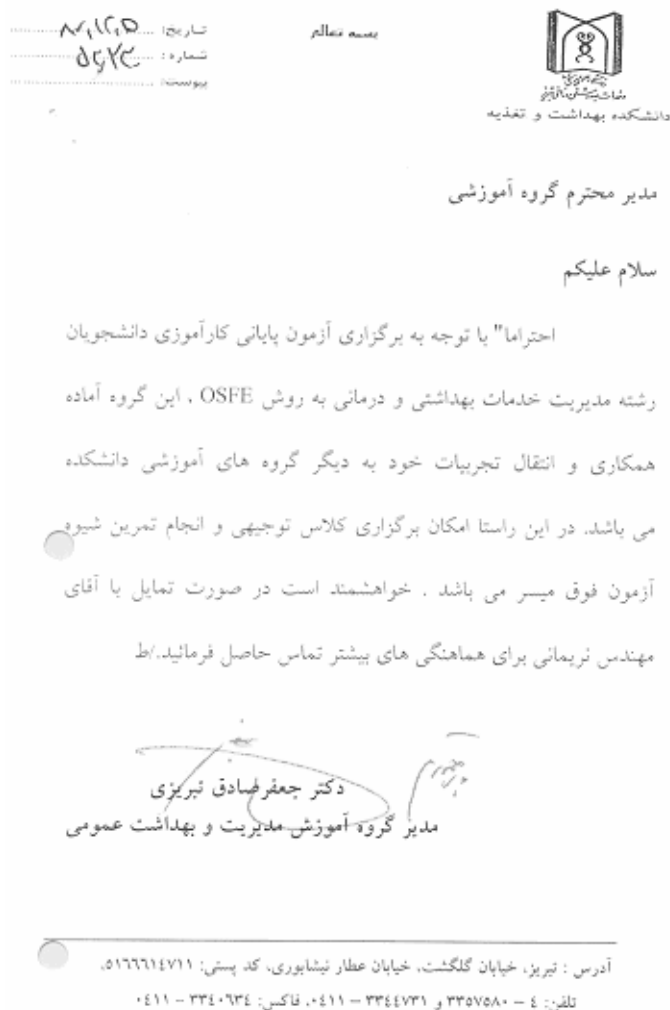 بسمه تعالی
تاریخ:
شماره:
پیوست:
دانشکده بهداشت و تغذیه
مدیر محترم گروه آموزشی
سلام علیکم
احتراما" با توجه به برگزاری آزمون پایانی کارآموزی دانشجویان
رشته مدیریت خدمات بهداشتی و درمانی به روش OSFE ، این گروه آماده
همکاری و انتقال تجربیات خود به دیگر گروه های آموزشی دانشکده
می باشد. در این راستا امکان برگزاری کلاس توجیهی و انجام تمرین شیوه
آزمون فوق میسر می باشد . خواهشمند است در صورت تمایل با آقای
مهندس نریمانی برای هماهنگی های بیشتر تماس حاصل فرمائید./ط
دکتر جعفرصادق تبریزی
مدیر گروه آموزش مدیریت و بهداشت عمومی
آدرس : تبریز، خیابان گلگشت، خیابان عطار نیشابوری، کد پستی: ۵۱۶۶۶۱۴۷۱۱،
تلفن: ۴ – ۳۳۵۷۵۸۰ و ۳۳۴۴۷۳۱ – ۰۴۱۱، فاکس: ۳۳۴۰۶۳۴ – ۰۴۱۱